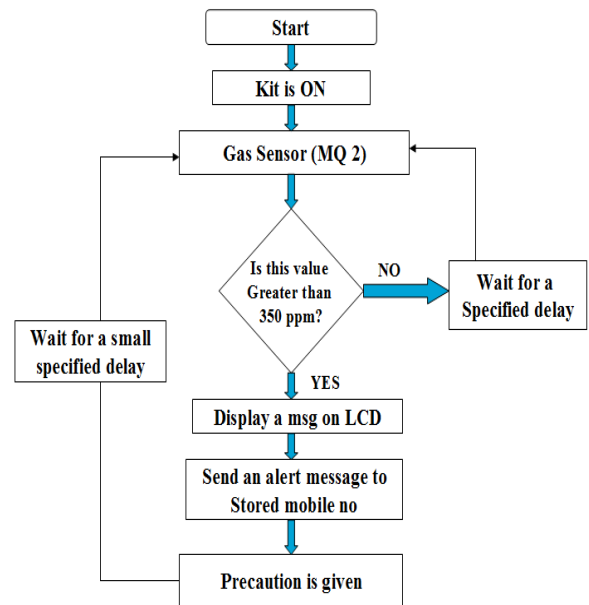 Start
Kit is ON
Gas Sensor (MQ 2)
Is this value
Greater than
350 ppm?
NO
Wait for a
Specified delay
Wait for a small
specified delay
YES
Display a msg on LCD
Send an alert message to
Stored mobile no
Precaution is given